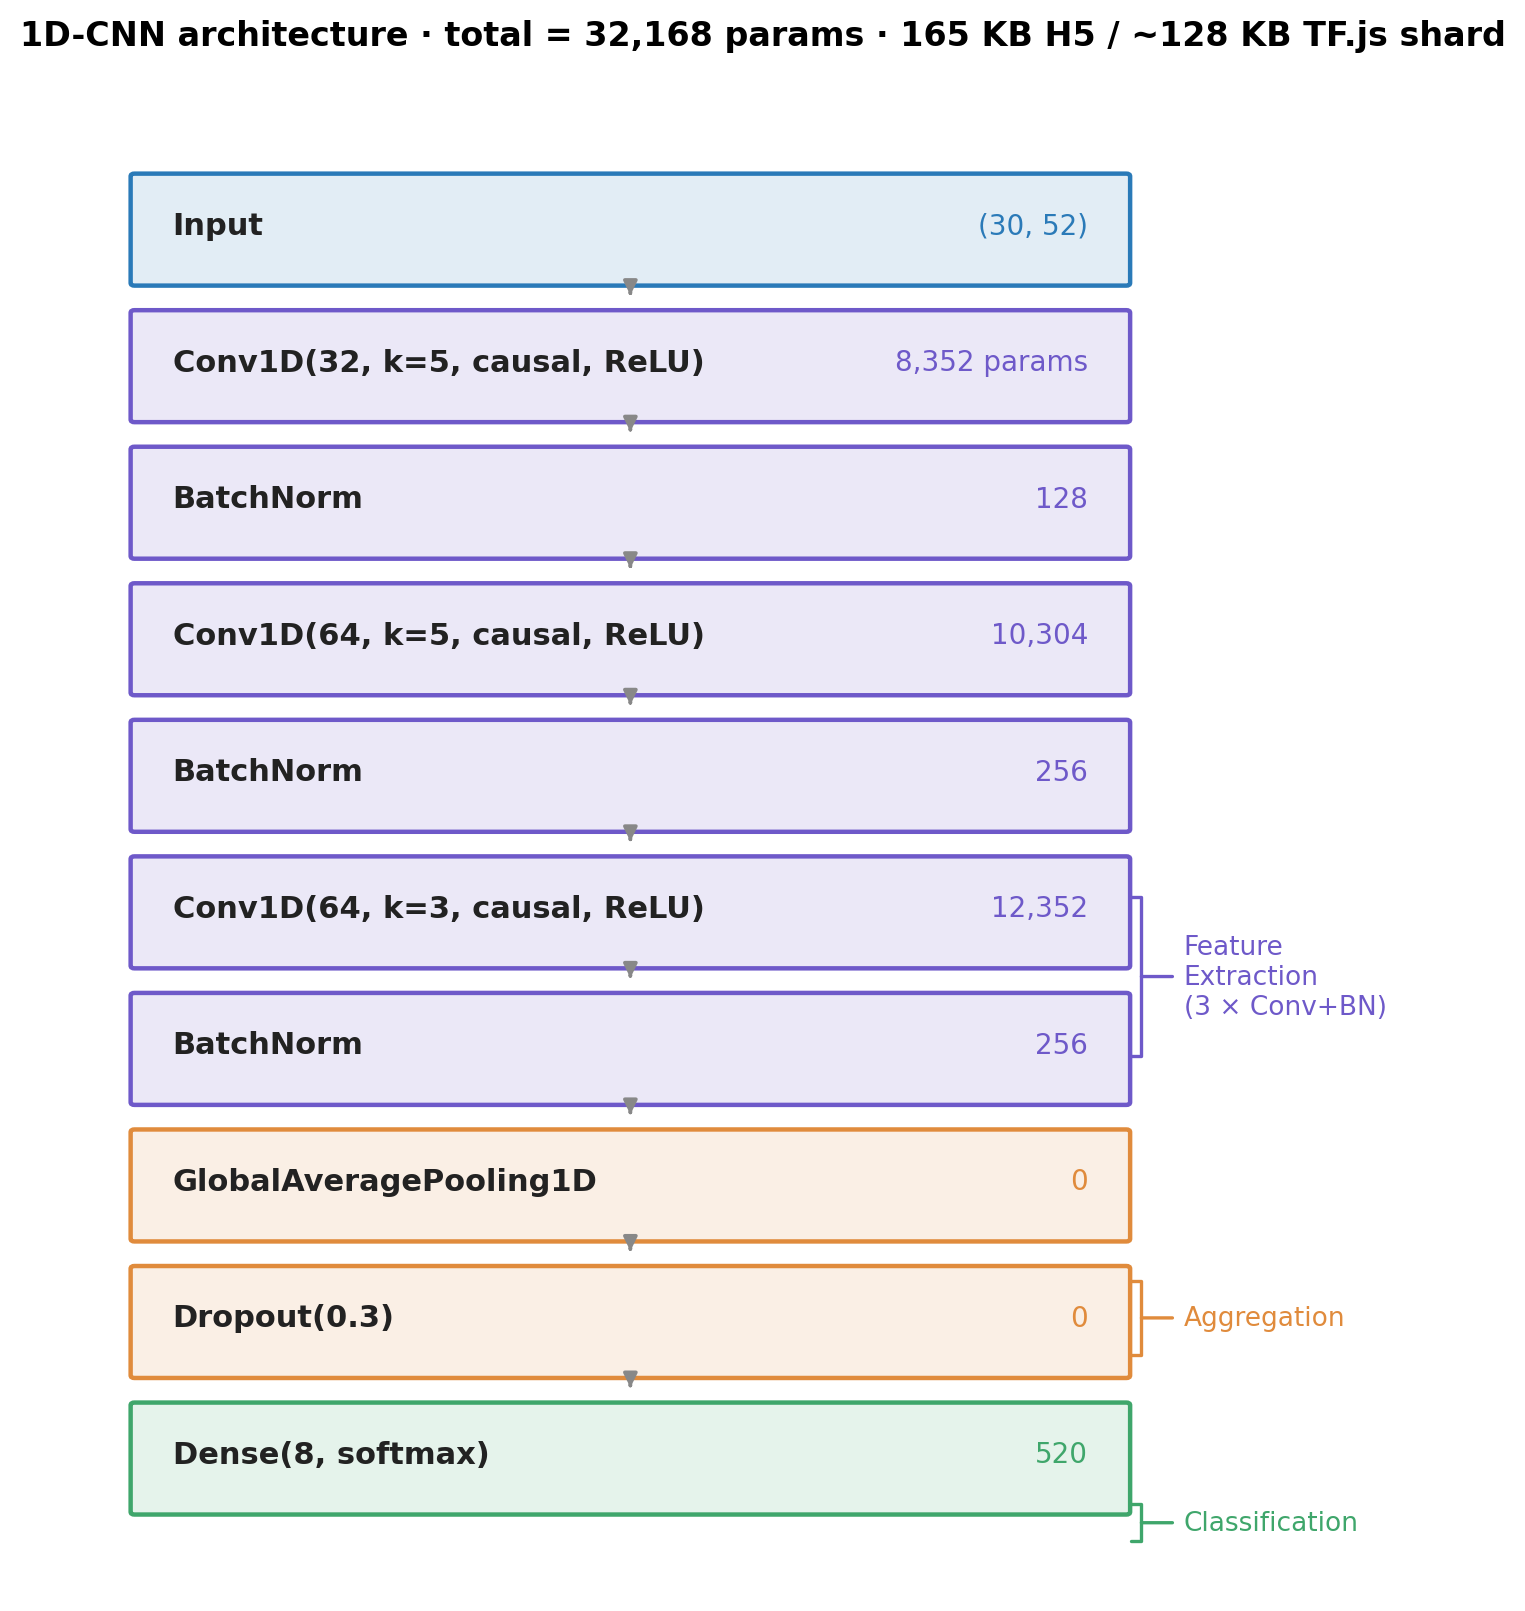 1D-CNN architecture · total = 32,168 params · 165 KB H5 / ~128 KB TF.js shard
Input (30, 52)
Conv1D(32, k=5, causal, ReLU) 8,352 params
BatchNorm 128
Conv1D(64, k=5, causal, ReLU) 10,304
BatchNorm 256
Conv1D(64, k=3, causal, ReLU) 12,352
Feature
Extraction
(3 × Conv+BN)
BatchNorm 256
GlobalAveragePooling1D 0
Dropout(0.3) 0
Aggregation
Dense(8, softmax) 520
Classification